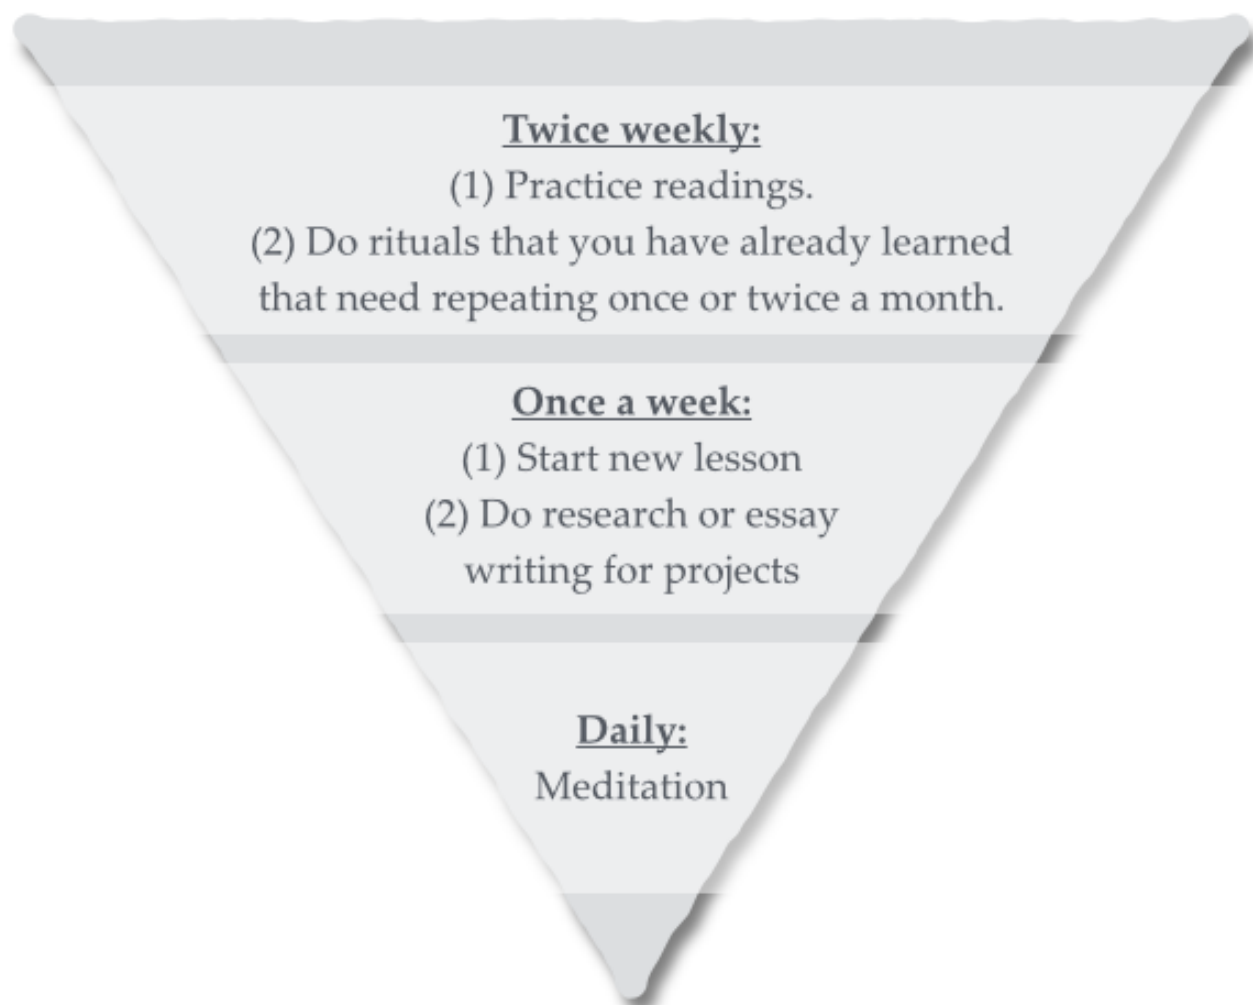 Twice weekly:
(1) Practice readings.
(2) Do rituals that you have already learned
that need repeating once or twice a month.
Once a week:
(1) Start new lesson
(2) Do research or essay
writing for projects
Daily:
Meditation